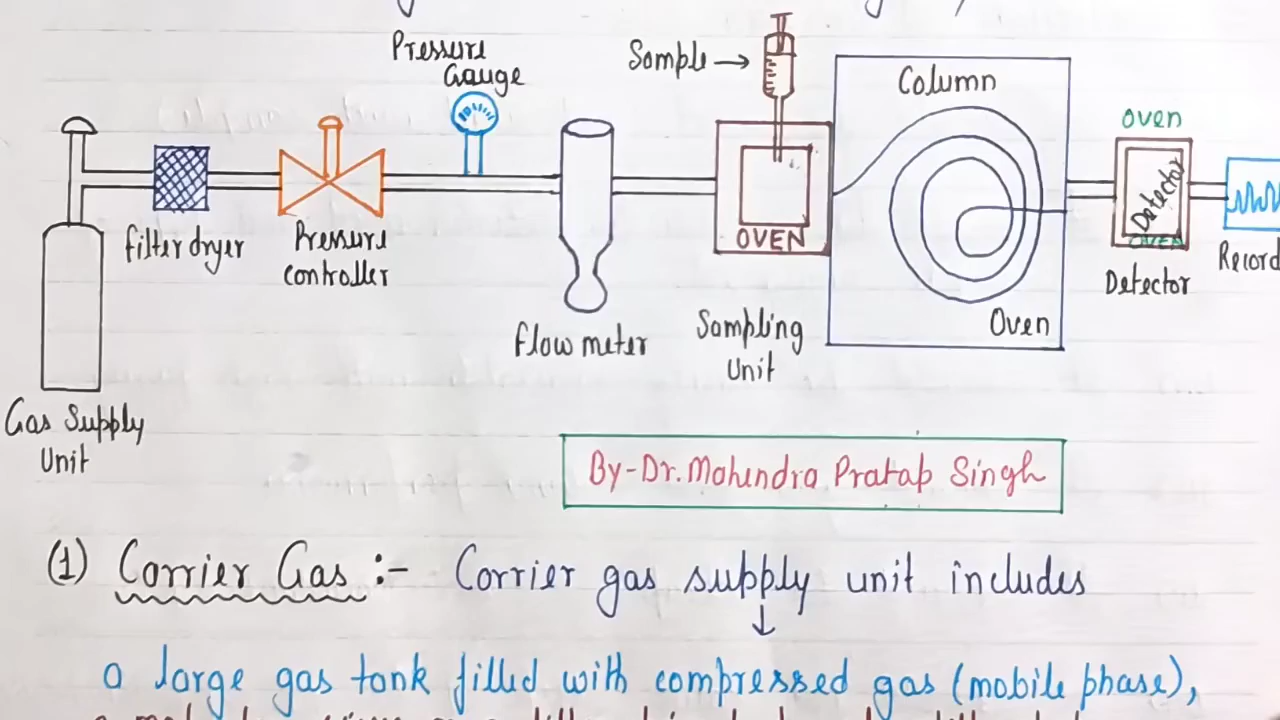 Pressure
Gauge
Sample
Column
Oven
filter dryer
Pressure
controller
OVEN
Detector
OVEN
Detector
Record
Flow meter
Sampling
Unit
Oven
Gas Supply
Unit
By-Dr. Mahendra Pratap Singh
(1) Carrier Gas :- Carrier gas supply unit includes
↓
a large gas tank filled with compressed gas (mobile phase),